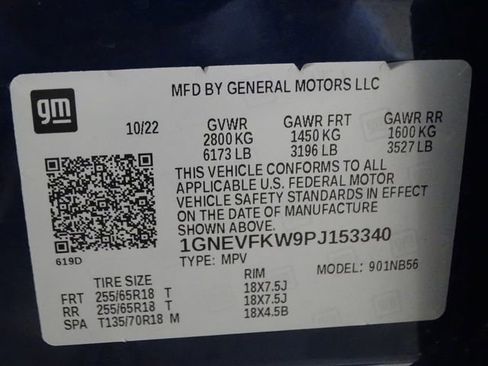 gm
MFD BY GENERAL MOTORS LLC
10/22 GVWR GAWR FRT GAWR RR
2800 KG 1450 KG 1600 KG
6173 LB 3196 LB 3527 LB
THIS VEHICLE CONFORMS TO ALL
APPLICABLE U.S. FEDERAL MOTOR
VEHICLE SAFETY STANDARDS IN EFFECT
ON THE DATE OF MANUFACTURE
SHOWN ABOVE.
619D
1GNEVFKW9PJ153340
TYPE: MPV MODEL: 901NB56
TIRE SIZE RIM
FRT 255/65R18 T 18X7.5J
RR 255/65R18 T 18X7.5J
SPA T135/70R18 M 18X4.5B